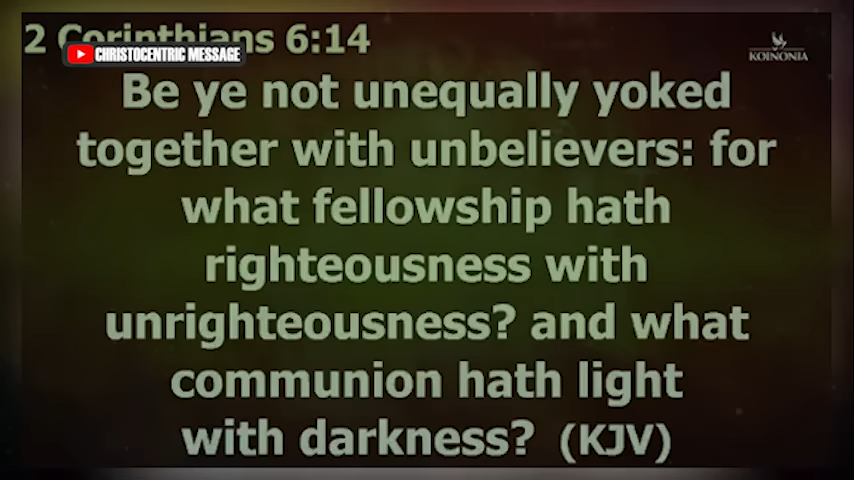 2 Corinthians 6:14
CHRISTOCENTRIC MESSAGE
KOINONIA
Be ye not unequally yoked
together with unbelievers: for
what fellowship hath
righteousness with
unrighteousness? and what
communion hath light
with darkness? (KJV)